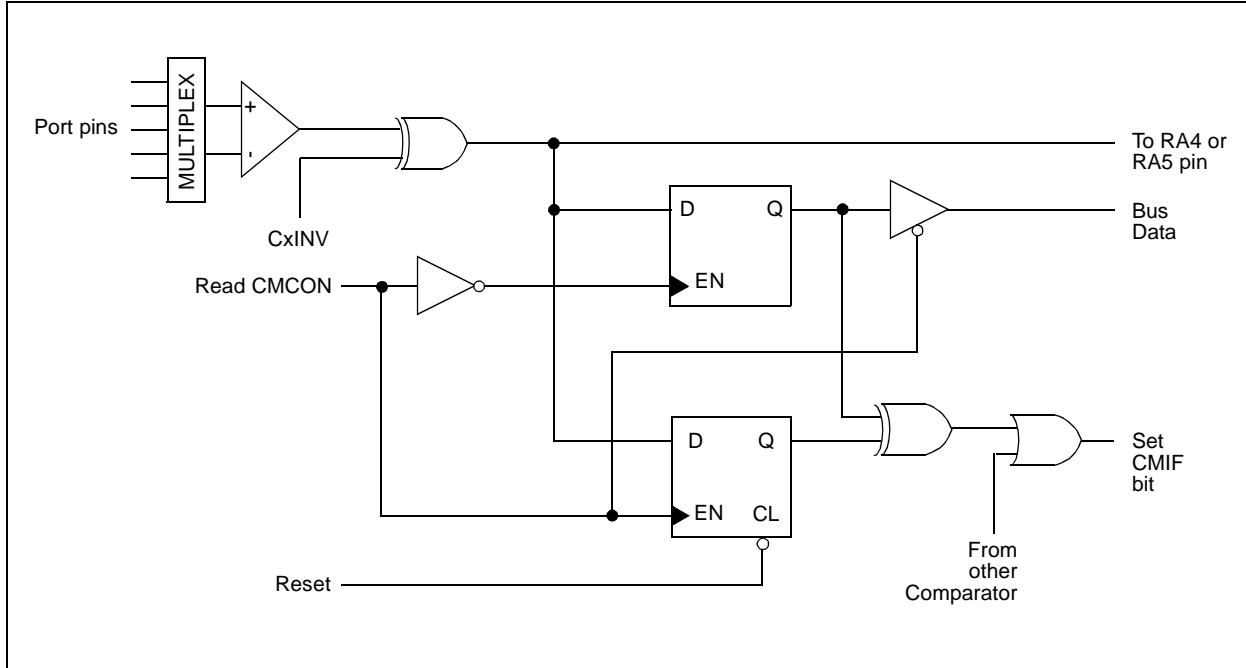 MULTIPLEX
+
-
Port pins
CxINV
To RA4 or
RA5 pin
D
Q
Bus
Data
Read CMCON
EN
D
Q
Set
CMIF
bit
EN
CL
From
other
Comparator
Reset